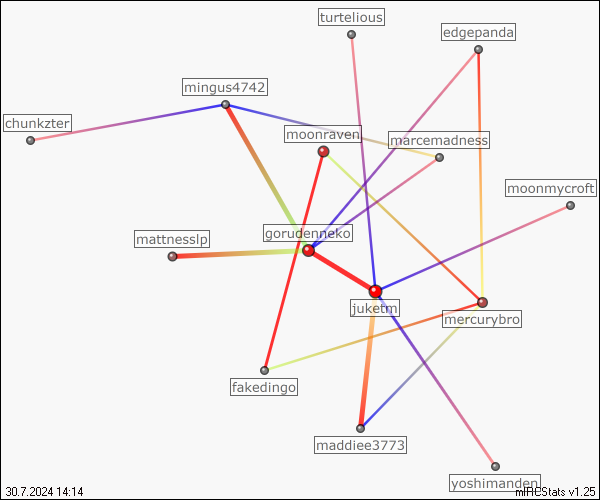 turtelious
edgepanda
mingus4742
chunkzter
moonraven
marcemadness
moonmycroft
gorudenneko
mattnesslp
juketm
mercurybro
fakedingo
maddiee3773
yoshimanden
30.7.2024 14:14
mIRCStats v1.25